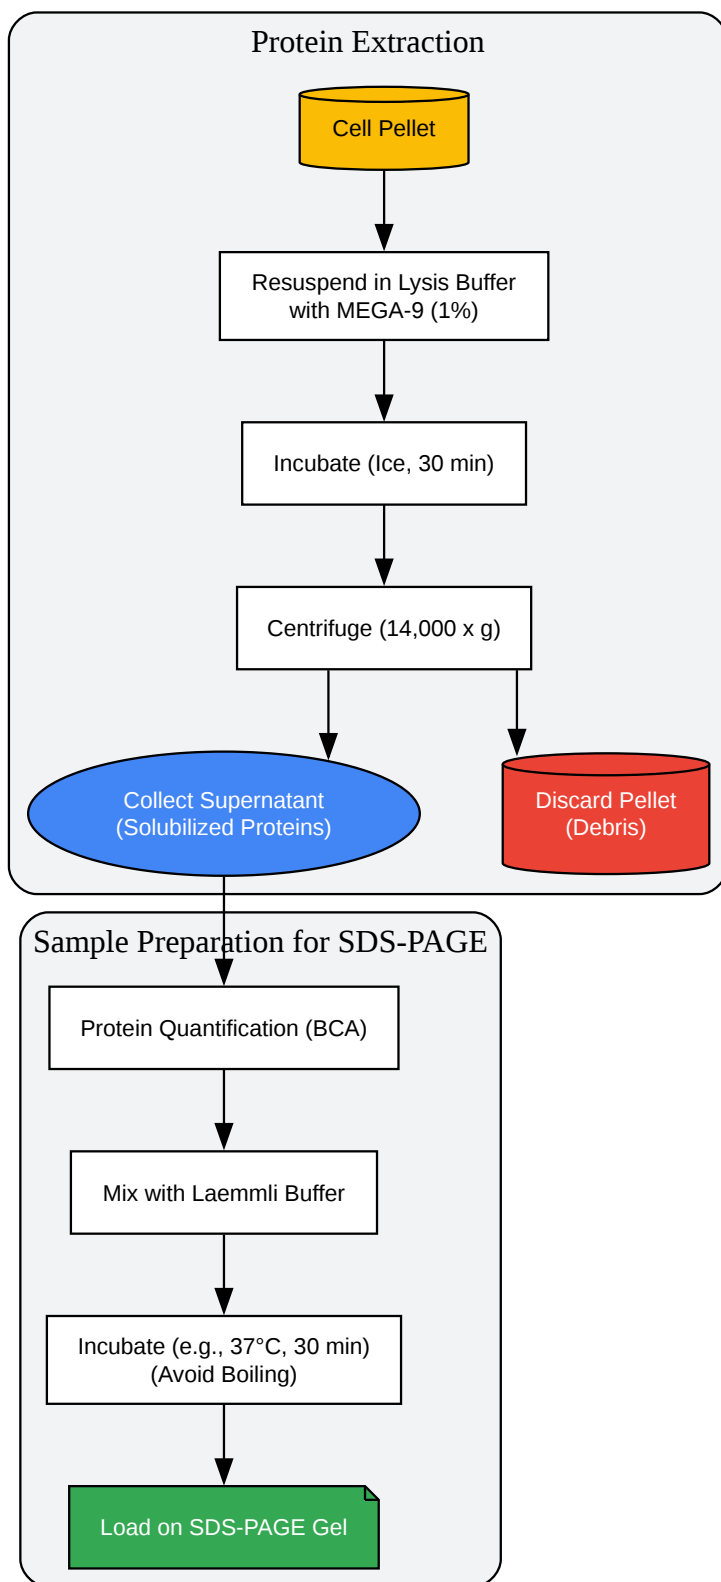 Protein Extraction
Cell Pellet
Resuspend in Lysis Buffer
with MEGA-9 (1%)
Incubate (Ice, 30 min)
Centrifuge (14,000 x g)
Collect Supernatant
(Solubilized Proteins)
Discard Pellet
(Debris)
Sample Preparation for SDS-PAGE
Protein Quantification (BCA)
Mix with Laemmli Buffer
Incubate (e.g., 37°C, 30 min)
(Avoid Boiling)
Load on SDS-PAGE Gel